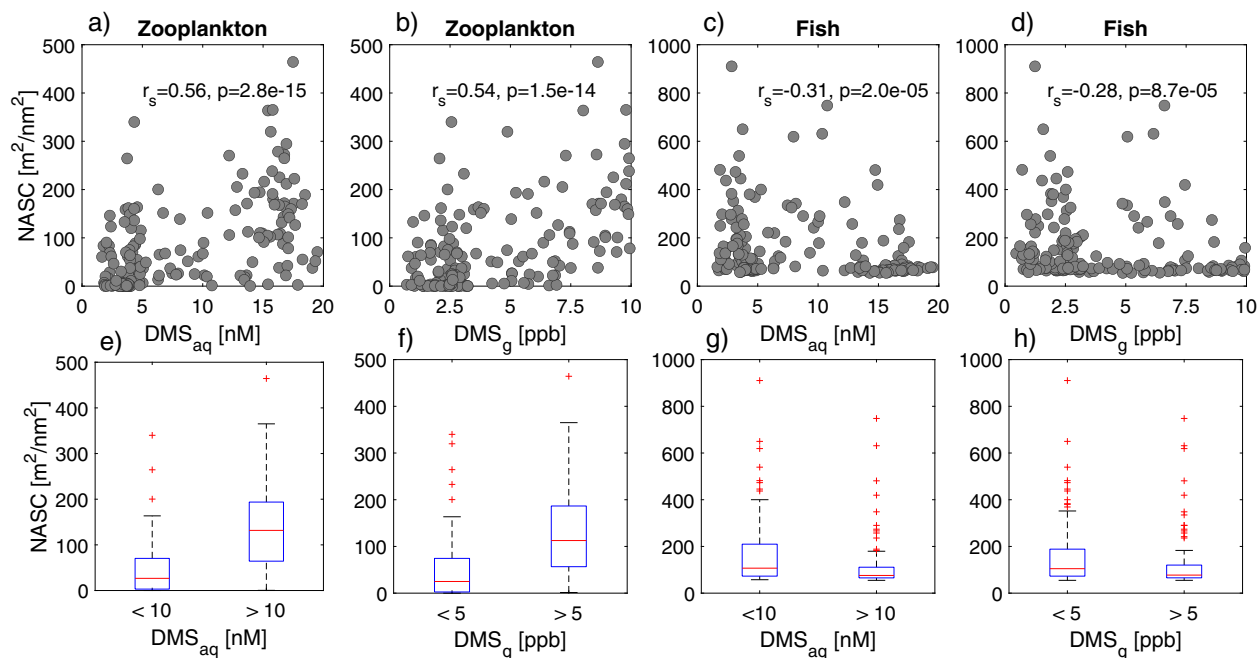 a) Zooplankton b) Zooplankton c) Fish d) Fish
500 500 1000 1000
r_s=0.56, p=2.8e-15 r_s=0.54, p=1.5e-14 r_s=-0.31, p=2.0e-05 r_s=-0.28, p=8.7e-05
400 400 800 800
300 300 600 600
NASC [m²/nm²]
200 200 400 400
100 100 200 200
0 0 0 0
0 5 10 15 20 0 2.5 5 7.5 10 0 5 10 15 20 0 2.5 5 7.5 10
DMS_aq [nM] DMS_g [ppb] DMS_aq [nM] DMS_g [ppb]
e) f) g) h)
500 500 1000 1000
400 400 800 800
300 300 600 600
NASC [m²/nm²]
200 200 400 400
100 100 200 200
0 0 0 0
< 10 > 10 < 5 > 5 <10 > 10 < 5 > 5
DMS_aq [nM] DMS_g [ppb] DMS_aq [nM] DMS_g [ppb]